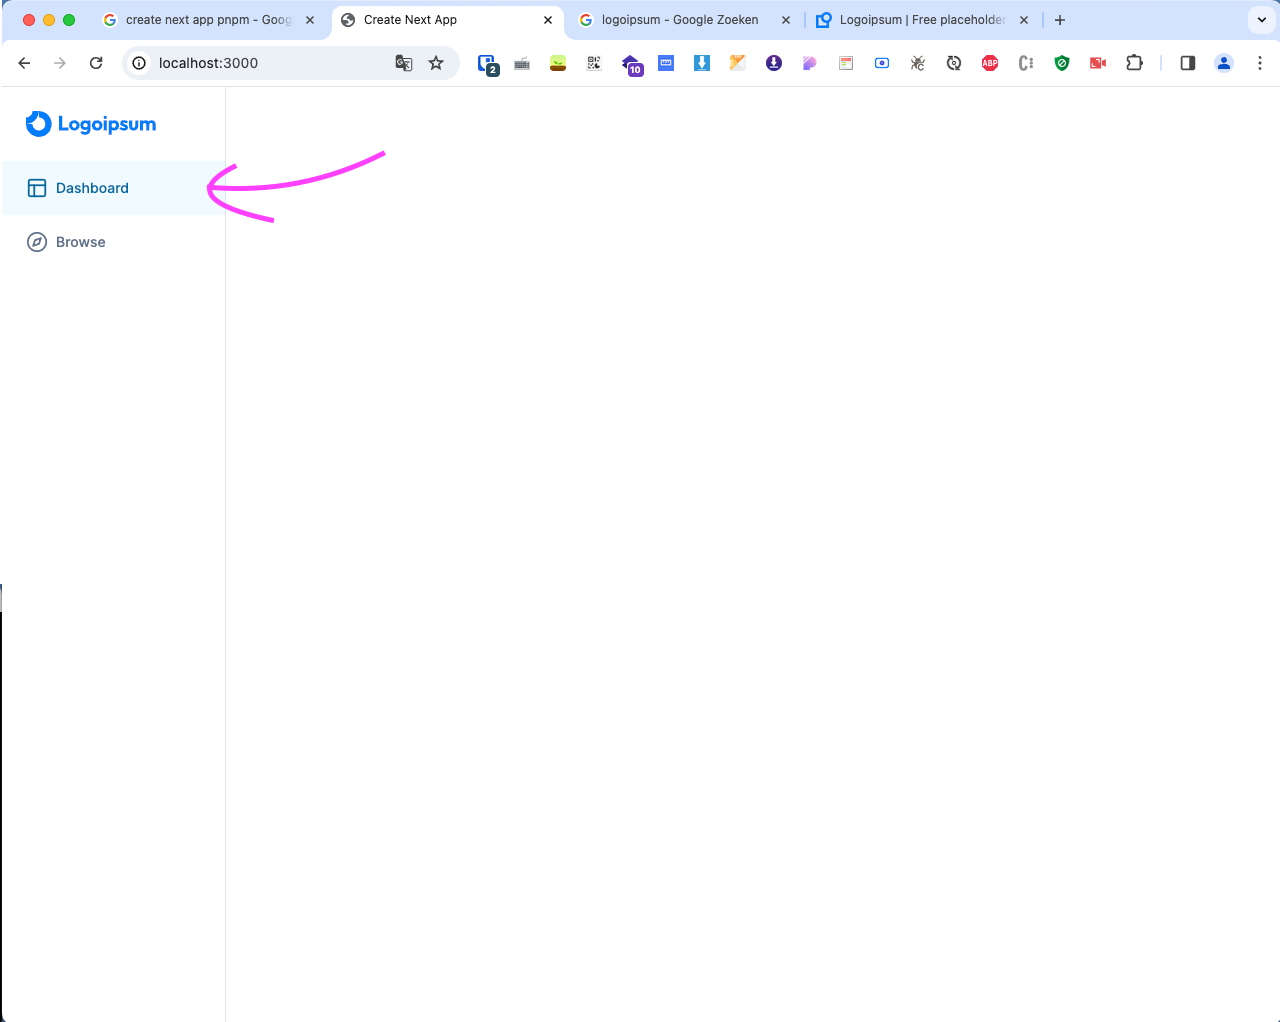 create next app pnpm - Goog
Create Next App
logoipsum - Google Zoeken
Logoipsum | Free placeholder
localhost:3000
2
10
ABP
Logoipsum
Dashboard
Browse